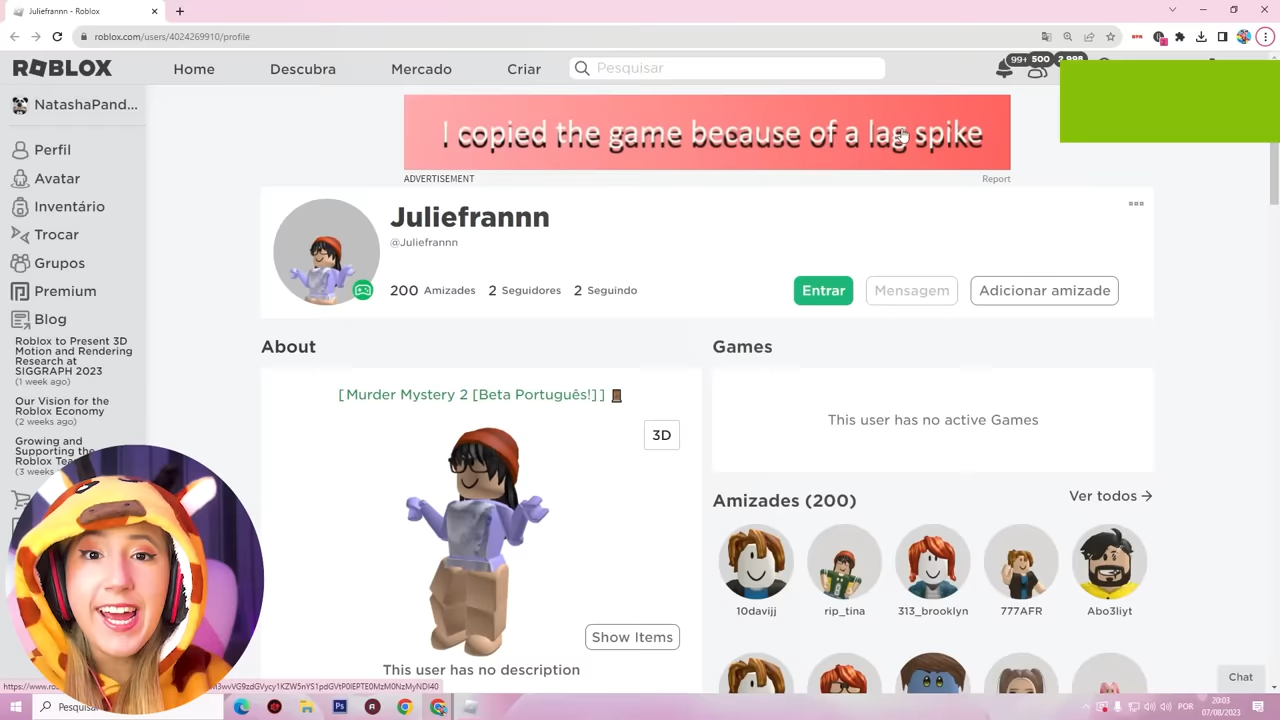 Juliefrannn - Roblox
roblox.com/users/4024269910/profile
ROBLOX
Home
Descubra
Mercado
Criar
Pesquisar
99+
500
I copied the game because of a lag spike
ADVERTISEMENT
Report
NatashaPand...
Perfil
Avatar
Inventário
Trocar
Grupos
Premium
Blog
Roblox to Present 3D
Motion and Rendering
Research at
SIGGRAPH 2023
(1 week ago)
Our Vision for the
Roblox Economy
(2 weeks ago)
Growing and
Supporting the
Roblox
(3 weeks
Juliefrannn
@Juliefrannn
200 Amizades 2 Seguidores 2 Seguindo
Entrar
Mensagem
Adicionar amizade
About
[Murder Mystery 2 [Beta Português!]]
3D
Show Items
This user has no description
Games
This user has no active Games
Amizades (200)
Ver todos
10davijj
rip_tina
313_brooklyn
777AFR
Abo3liyt
Chat
Pesquis
POR
20:03
07/08/2023